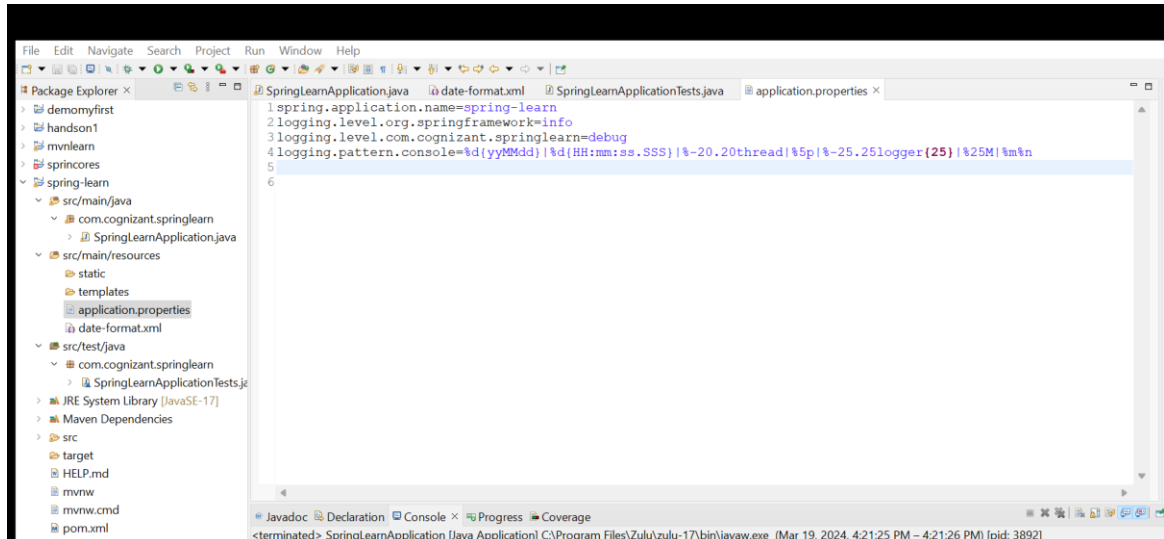 File Edit Navigate Search Project Run Window Help
Package Explorer
SpringLearnApplication.java date-format.xml SpringLearnApplicationTests.java application.properties
demomyfirst
handson1
mvnlearn
sprincores
spring-learn
src/main/java
com.cognizant.springlearn
SpringLearnApplication.java
src/main/resources
static
templates
application.properties
date-format.xml
src/test/java
com.cognizant.springlearn
SpringLearnApplicationTests.ja
JRE System Library [JavaSE-17]
Maven Dependencies
src
target
HELP.md
mvnw
mvnw.cmd
pom.xml
1 spring.application.name=spring-learn
2 logging.level.org.springframework=info
3 logging.level.com.cognizant.springlearn=debug
4 logging.pattern.console=%d{yyMMdd}|%d{HH:mm:ss.SSS}|%-20.20thread|%5p|%-25.25logger{25}|%25M|%m%n
5
6
Javadoc Declaration Console Progress Coverage
<terminated> SpringLearnApplication [Java Application] C:\Program Files\Zulu\zulu-17\bin\javaw.exe (Mar 19, 2024, 4:21:25 PM – 4:21:26 PM) [pid: 3892]